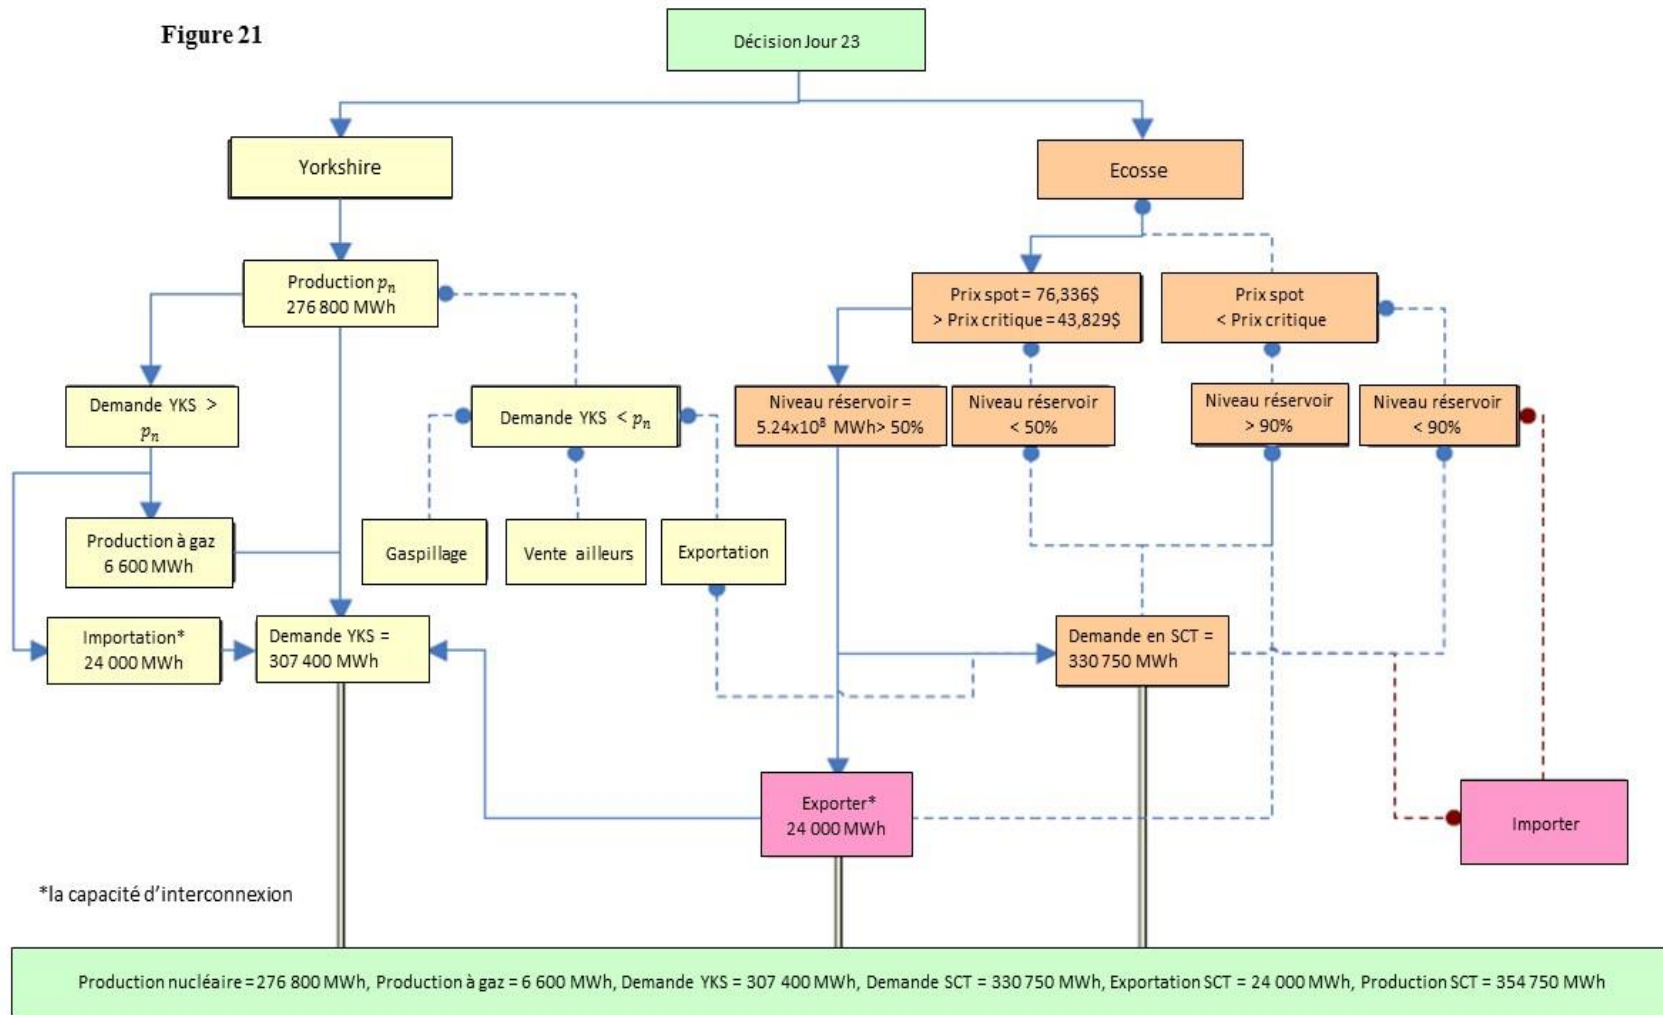 Figure 21
Décision Jour 23
Yorkshire
Ecosse
Production pₙ
276 800 MWh
Prix spot = 76,336$
> Prix critique = 43,829$
Prix spot
< Prix critique
Demande YKS >
pₙ
Demande YKS < pₙ
Niveau réservoir =
5.24x10⁸ MWh> 50%
Niveau réservoir
< 50%
Niveau réservoir
> 90%
Niveau réservoir
< 90%
Production à gaz
6 600 MWh
Gaspillage
Vente ailleurs
Exportation
Importation*
24 000 MWh
Demande YKS =
307 400 MWh
Demande en SCT =
330 750 MWh
Exporter*
24 000 MWh
Importer
*la capacité d’interconnexion
Production nucléaire = 276 800 MWh, Production à gaz = 6 600 MWh, Demande YKS = 307 400 MWh, Demande SCT = 330 750 MWh, Exportation SCT = 24 000 MWh, Production SCT = 354 750 MWh